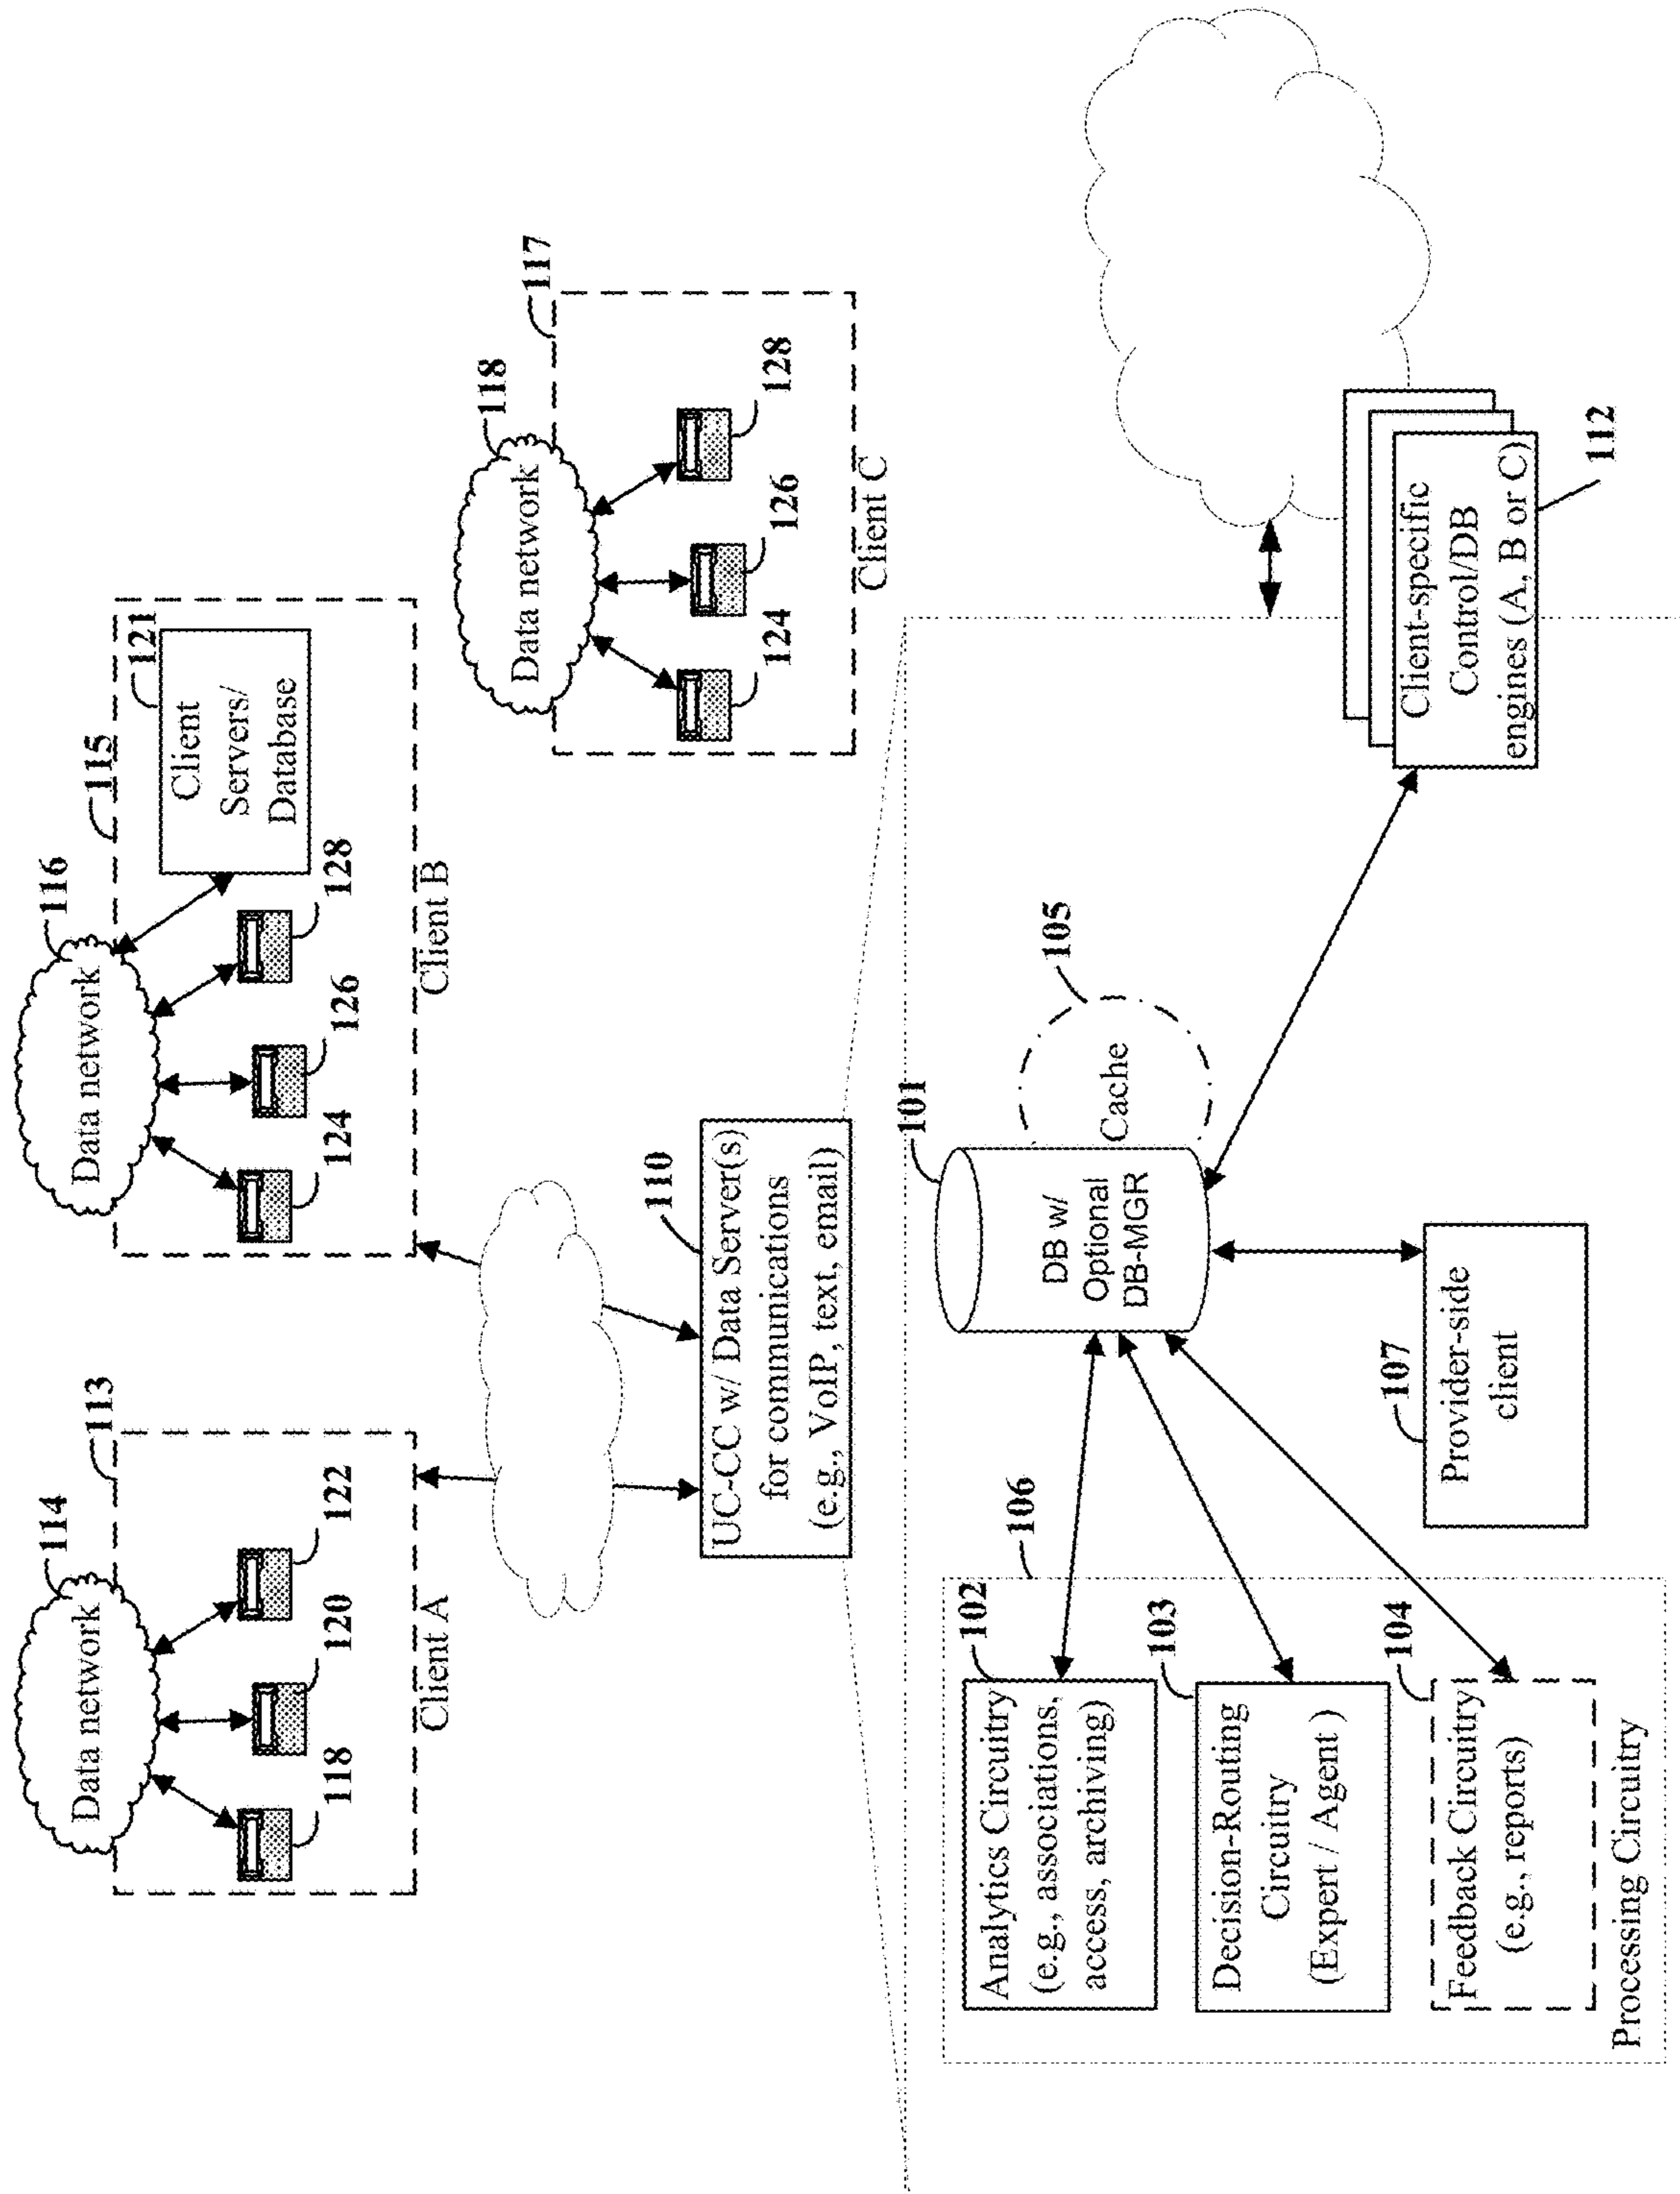 114
113
Data network
118
120
122
Client A
116
115
121
Data network
Client
Servers/
Database
124
126
128
Client B
118
117
Data network
124
126
128
Client C
110
UC-CC w/ Data Server(s)
for communications
(e.g., VoIP, text, email)
106
102
Analytics Circuitry
(e.g., associations,
access, archiving)
103
Decision-Routing
Circuitry
(Expert / Agent )
104
Feedback Circuitry
(e.g., reports)
Processing Circuitry
101
DB w/
Optional
DB-MGR
105
Cache
107
Provider-side
client
Client-specific
Control/DB
engines (A, B or C)
112